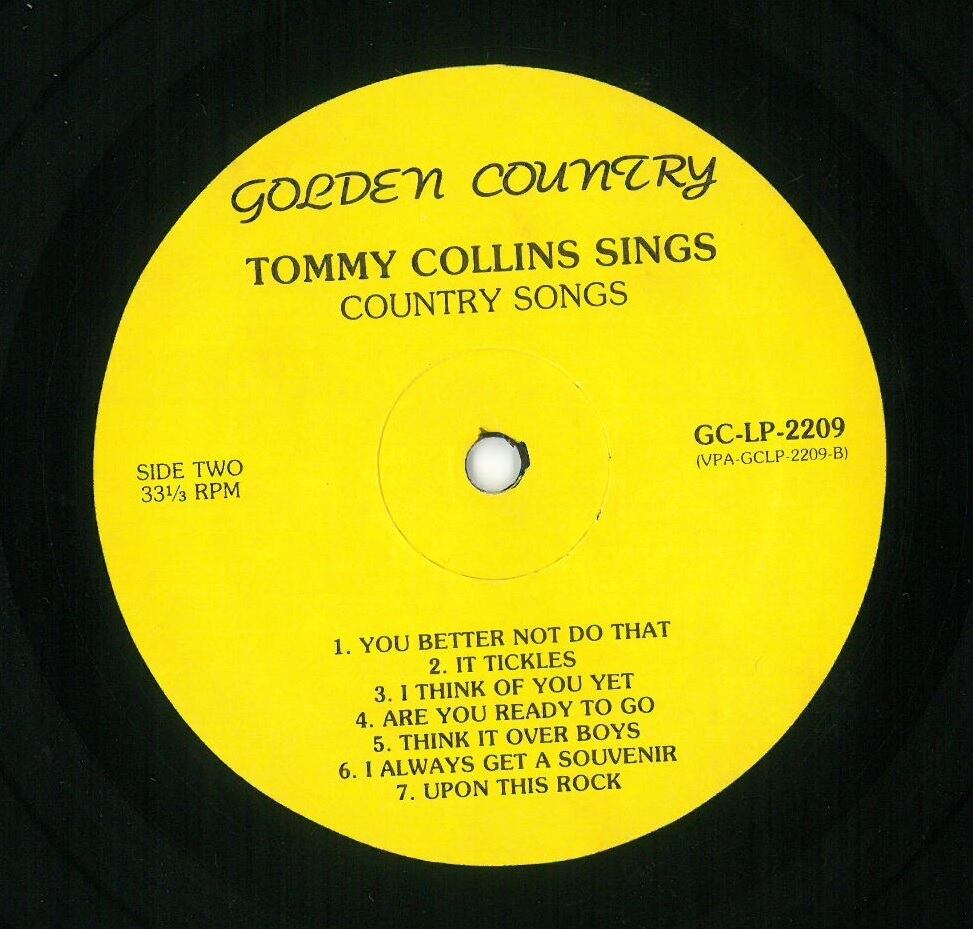 GOLDEN COUNTRY
TOMMY COLLINS SINGS
COUNTRY SONGS
SIDE TWO
33⅓ RPM
GC-LP-2209
(VPA-GCLP-2209-B)
1. YOU BETTER NOT DO THAT
2. IT TICKLES
3. I THINK OF YOU YET
4. ARE YOU READY TO GO
5. THINK IT OVER BOYS
6. I ALWAYS GET A SOUVENIR
7. UPON THIS ROCK